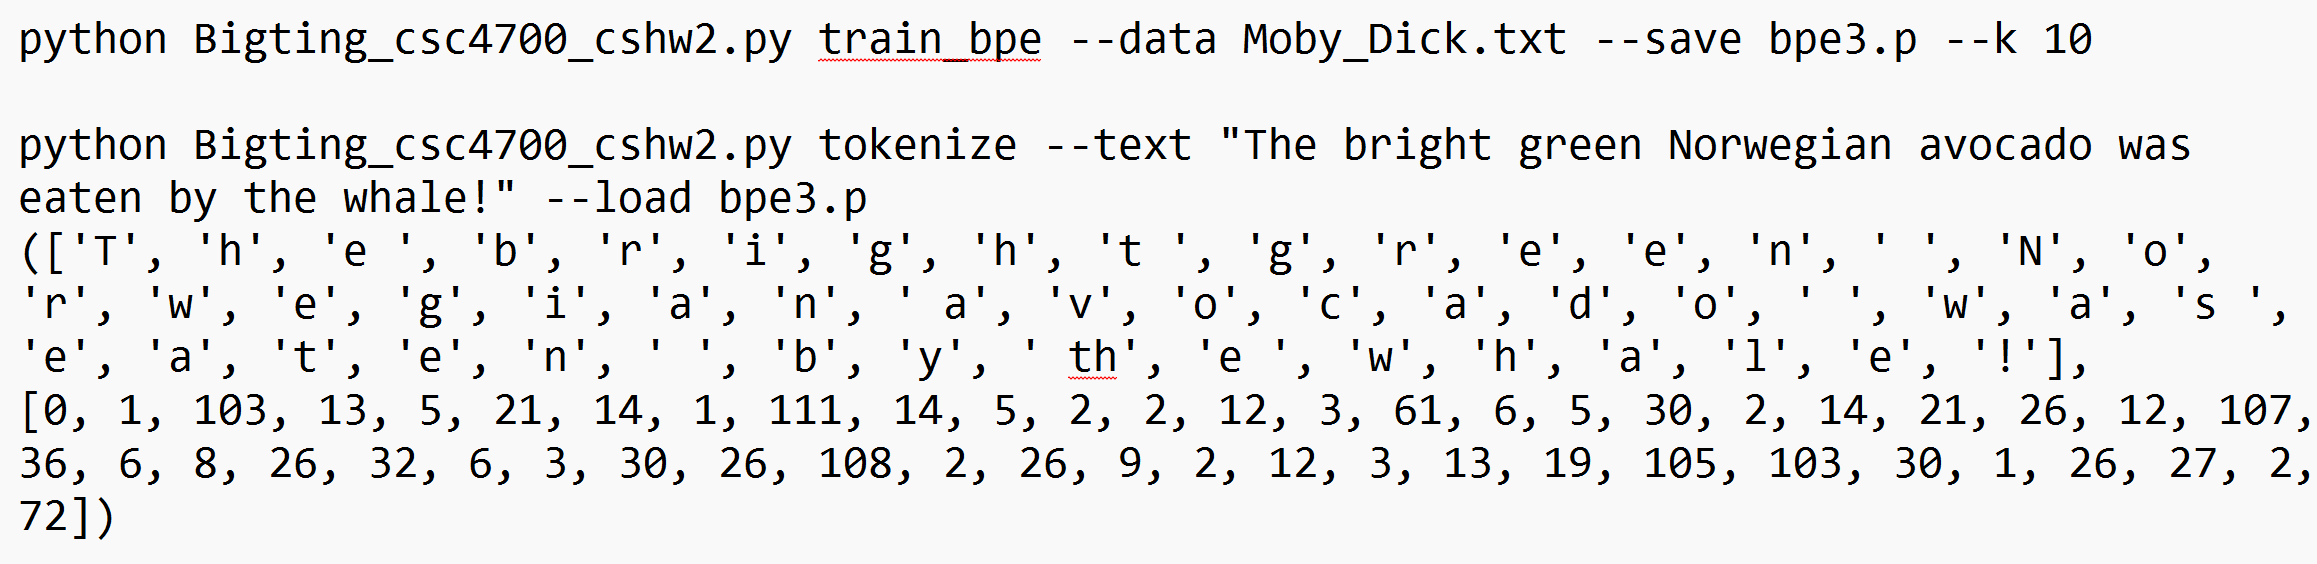 python Bigting_csc4700_cshw2.py train_bpe --data Moby_Dick.txt --save bpe3.p --k 10
python Bigting_csc4700_cshw2.py tokenize --text "The bright green Norwegian avocado was
eaten by the whale!" --load bpe3.p
(['T', 'h', 'e ', 'b', 'r', 'i', 'g', 'h', 't ', 'g', 'r', 'e', 'e', 'n', ' ', 'N', 'o',
'r', 'w', 'e', 'g', 'i', 'a', 'n', ' a', 'v', 'o', 'c', 'a', 'd', 'o', ' ', 'w', 'a', 's ',
'e', 'a', 't', 'e', 'n', ' ', 'b', 'y', ' th', 'e ', 'w', 'h', 'a', 'l', 'e', '!'],
[0, 1, 103, 13, 5, 21, 14, 1, 111, 14, 5, 2, 2, 12, 3, 61, 6, 5, 30, 2, 14, 21, 26, 12, 107,
36, 6, 8, 26, 32, 6, 3, 30, 26, 108, 2, 26, 9, 2, 12, 3, 13, 19, 105, 103, 30, 1, 26, 27, 2,
72])